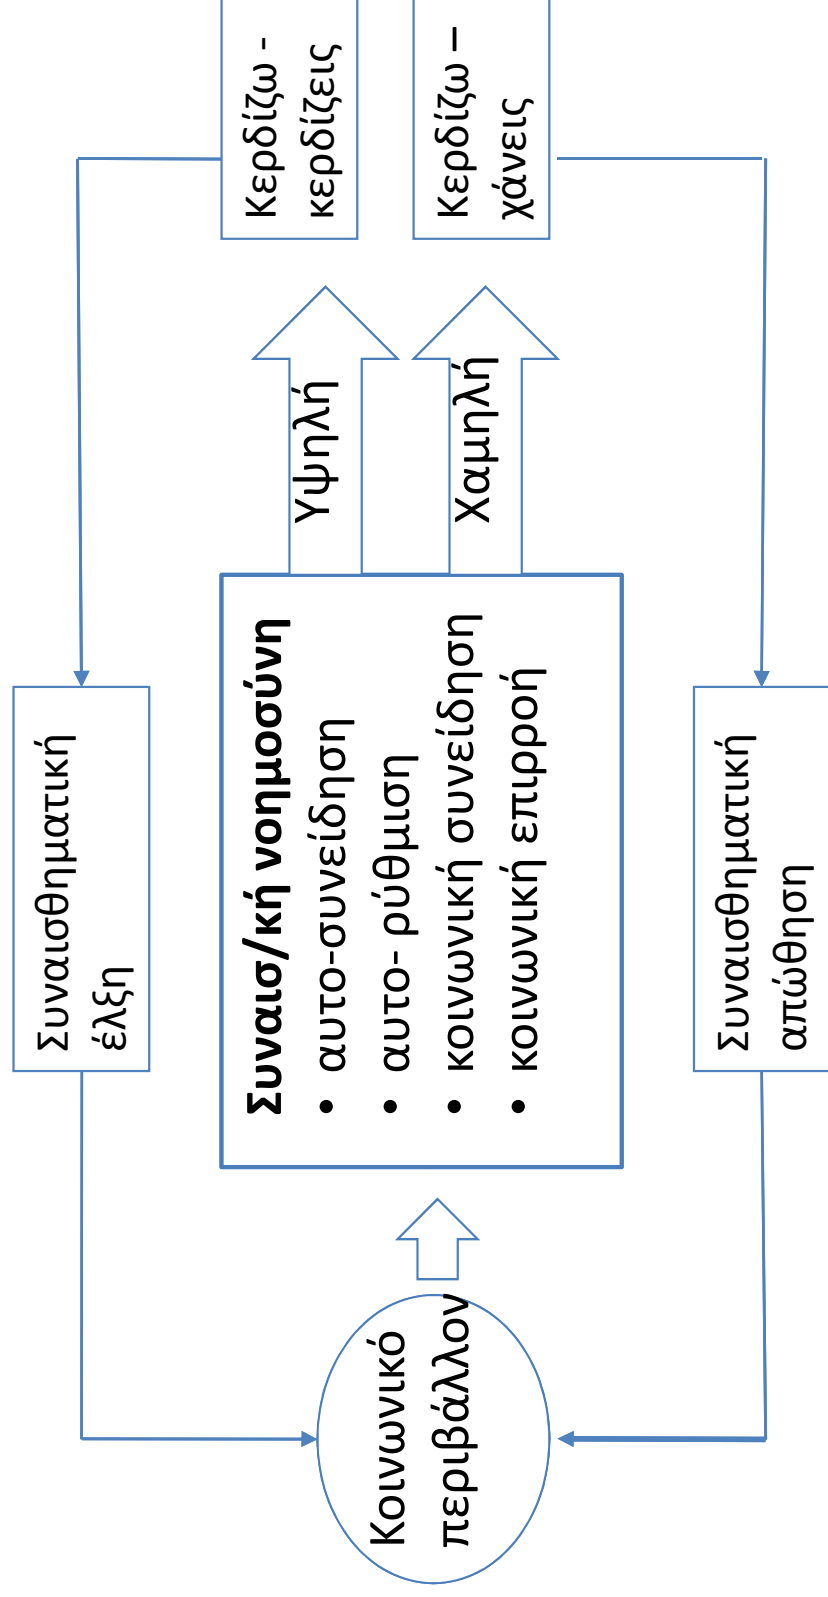 Συναισθηματική
έλξη
Κερδίζω -
κερδίζεις
Υψηλή
Συναισ/κή νοημοσύνη
• αυτο-συνείδηση
• αυτο- ρύθμιση
• κοινωνική συνείδηση
• κοινωνική επιρροή
Κοινωνικό
περιβάλλον
Χαμηλή
Κερδίζω –
χάνεις
Συναισθηματική
απώθηση